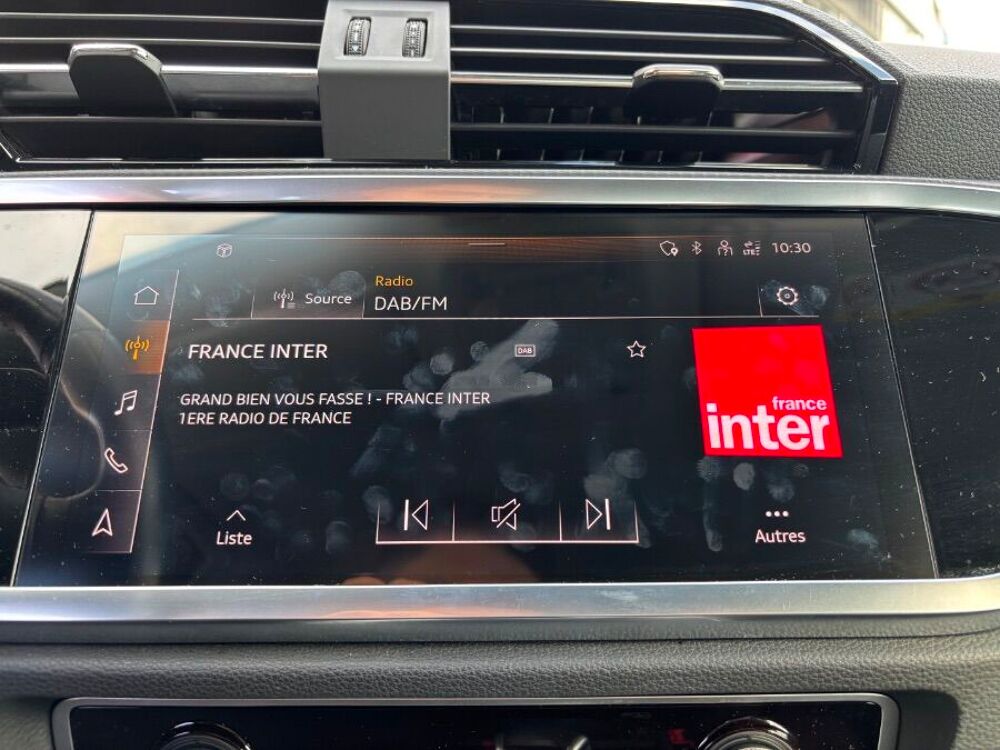 LTE
10:30
Source
Radio
DAB/FM
FRANCE INTER
DAB
GRAND BIEN VOUS FASSE ! - FRANCE INTER
1ERE RADIO DE FRANCE
france
inter
Liste
Autres